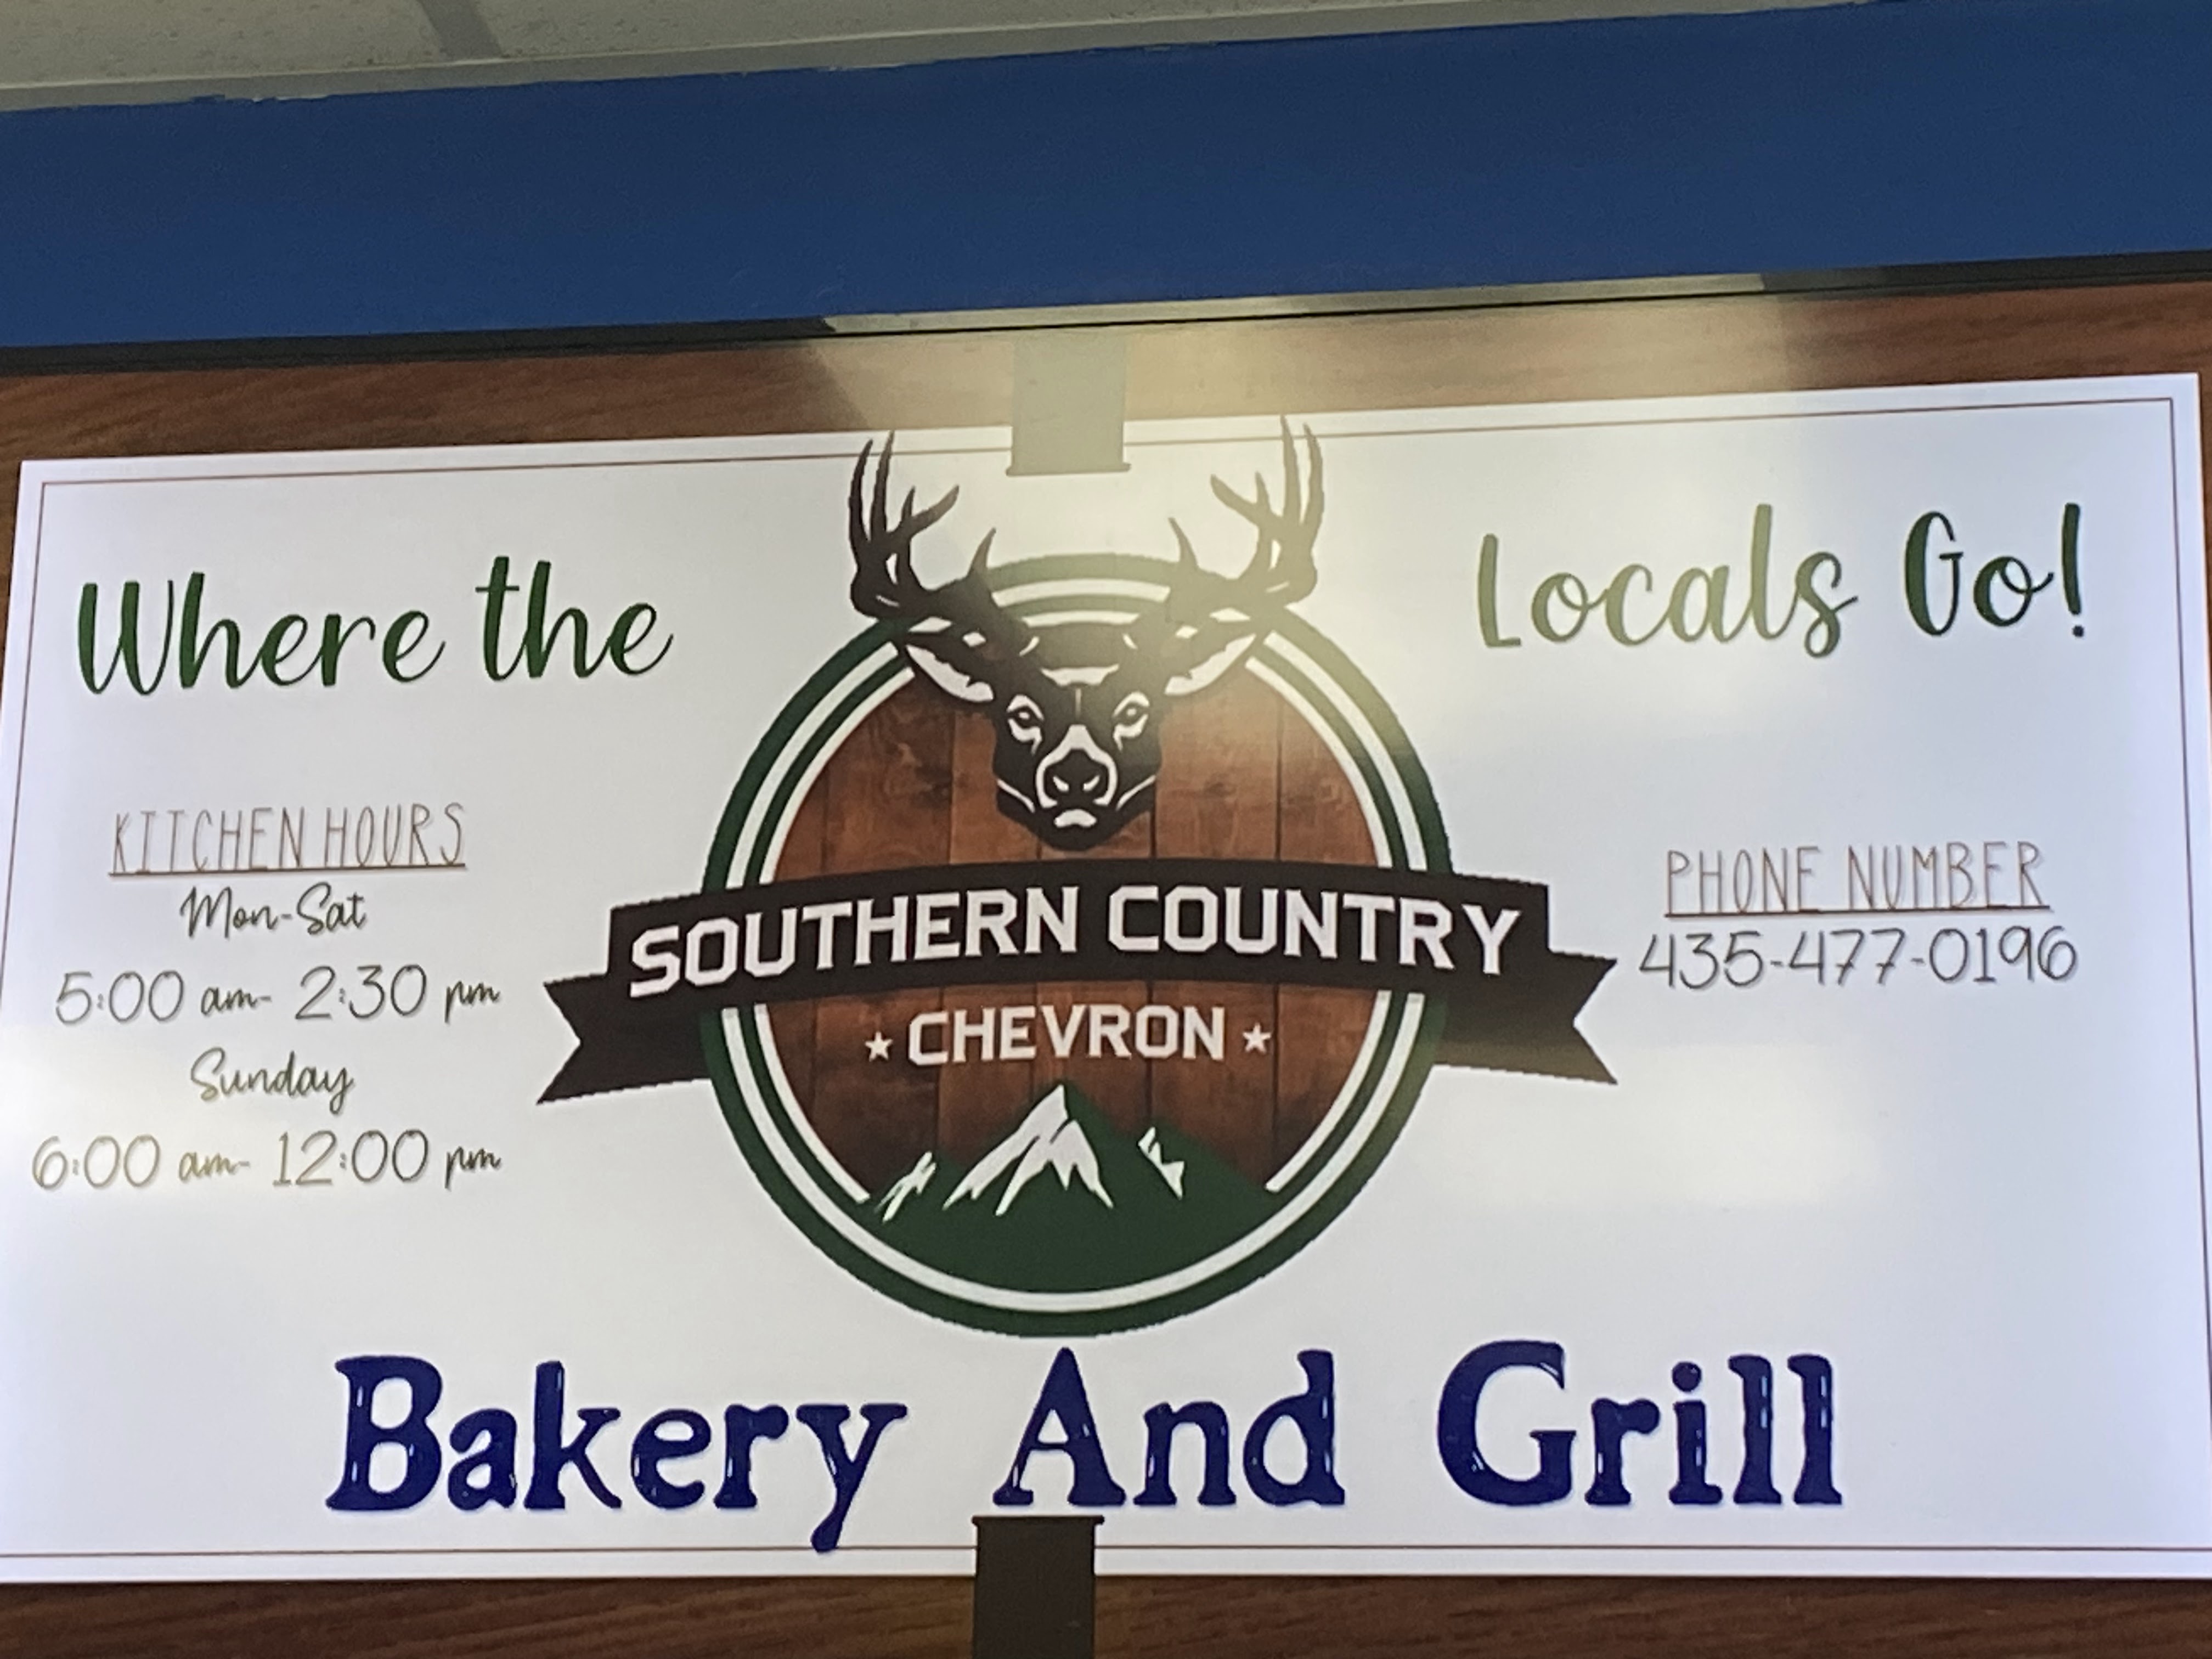 Where the
Locals Go!
KITCHEN HOURS
Mon-Sat
5:00 am- 2:30 pm
Sunday
6:00 am- 12:00 pm
SOUTHERN COUNTRY
CHEVRON
PHONE NUMBER
435-477-0196
Bakery And Grill